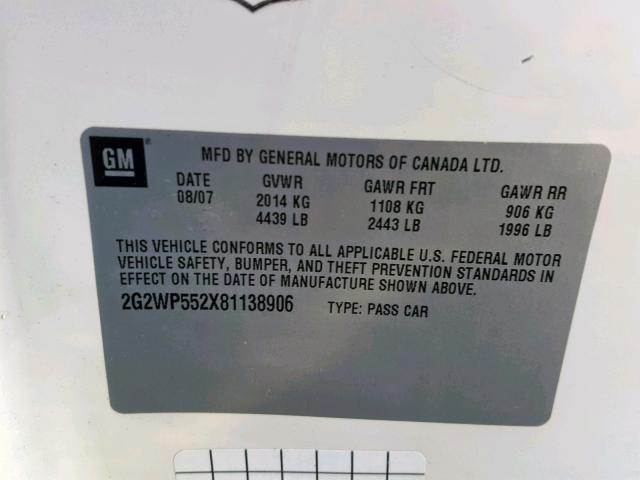 GM
MFD BY GENERAL MOTORS OF CANADA LTD.
DATE GVWR GAWR FRT GAWR RR
08/07 2014 KG 1108 KG 906 KG
4439 LB 2443 LB 1996 LB
THIS VEHICLE CONFORMS TO ALL APPLICABLE U.S. FEDERAL MOTOR
VEHICLE SAFETY, BUMPER, AND THEFT PREVENTION STANDARDS IN
EFFECT ON THE DATE OF MANUFACTURE SHOWN ABOVE.
2G2WP552X81138906 TYPE: PASS CAR